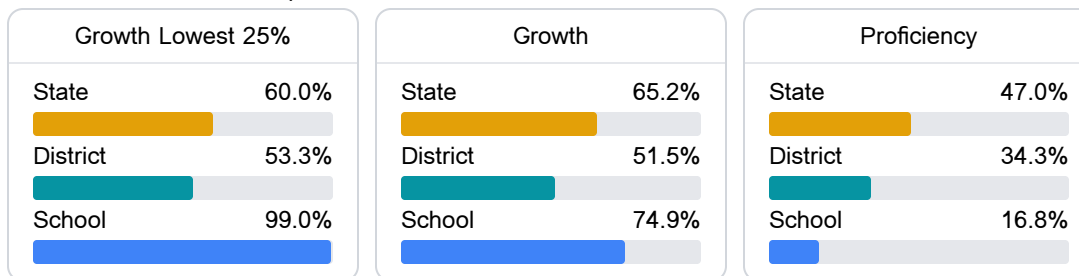 Growth Lowest 25%
State 60.0%
District 53.3%
School 99.0%
Growth
State 65.2%
District 51.5%
School 74.9%
Proficiency
State 47.0%
District 34.3%
School 16.8%